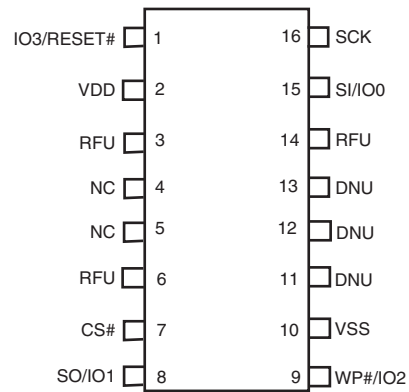 IO3/RESET# 1 16 SCK
VDD 2 15 SI/IO0
RFU 3 14 RFU
NC 4 13 DNU
NC 5 12 DNU
RFU 6 11 DNU
CS# 7 10 VSS
SO/IO1 8 9 WP#/IO2